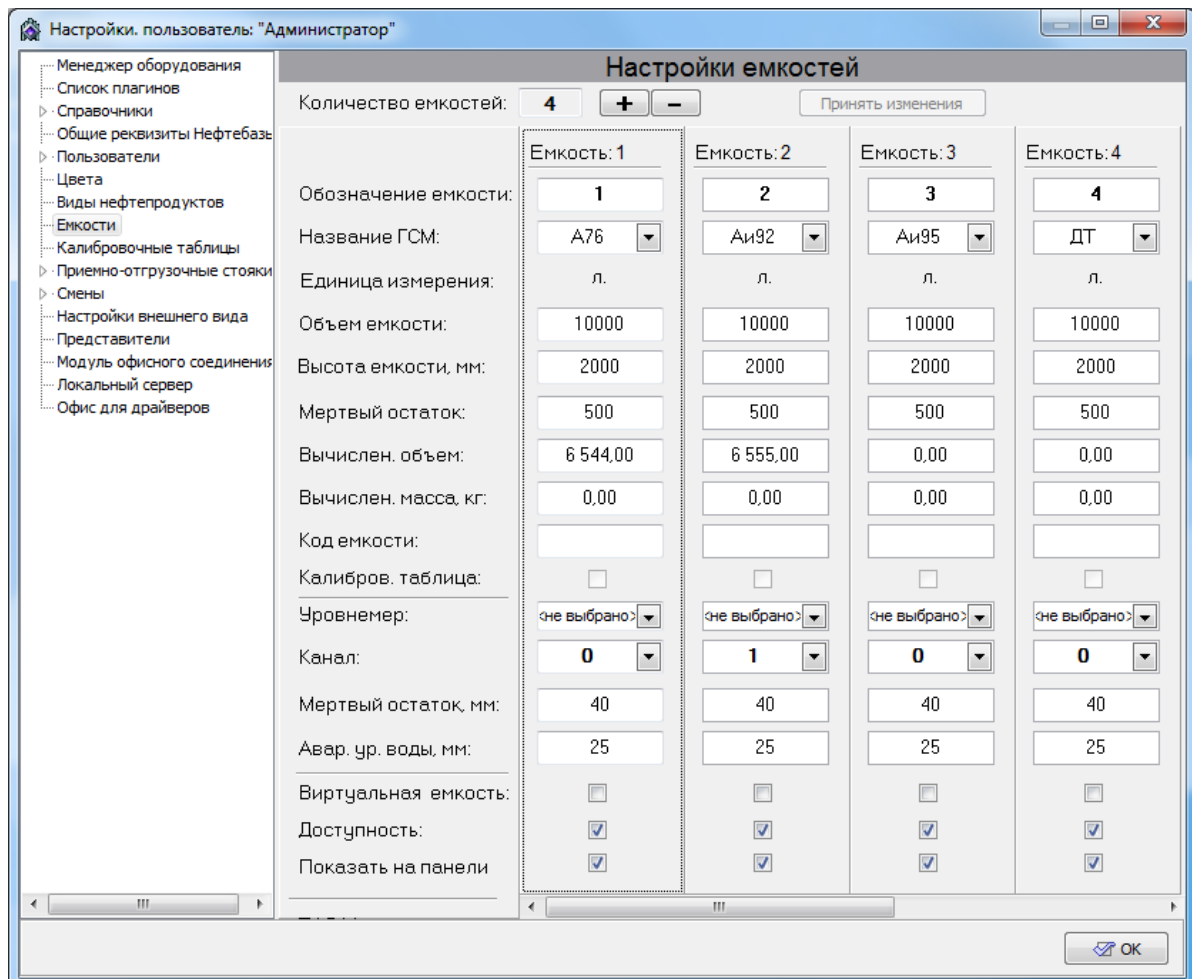 Настройки. пользователь: "Администратор"
Менеджер оборудования
Список плагинов
Справочники
Общие реквизиты Нефтебазь
Пользователи
Цвета
Виды нефтепродуктов
Емкости
Калибровочные таблицы
Приемно-отгрузочные стояки
Смены
Настройки внешнего вида
Представители
Модуль офисного соединения
Локальный сервер
Офис для драйверов
Настройки емкостей
Количество емкостей: 4 + - Принять изменения
Емкость: 1 Емкость: 2 Емкость: 3 Емкость: 4
Обозначение емкости: 1 2 3 4
Название ГСМ: А76 Аи92 Аи95 ДТ
Единица измерения: л. л. л. л.
Объем емкости: 10000 10000 10000 10000
Высота емкости, мм: 2000 2000 2000 2000
Мертвый остаток: 500 500 500 500
Вычислен. объем: 6 544,00 6 555,00 0,00 0,00
Вычислен. масса, кг: 0,00 0,00 0,00 0,00
Код емкости:
Калибров. таблица:
Уровнемер: <не выбрано> <не выбрано> <не выбрано> <не выбрано>
Канал: 0 1 0 0
Мертвый остаток, мм: 40 40 40 40
Авар. ур. воды, мм: 25 25 25 25
Виртуальная емкость:
Доступность:
Показать на панели
OK